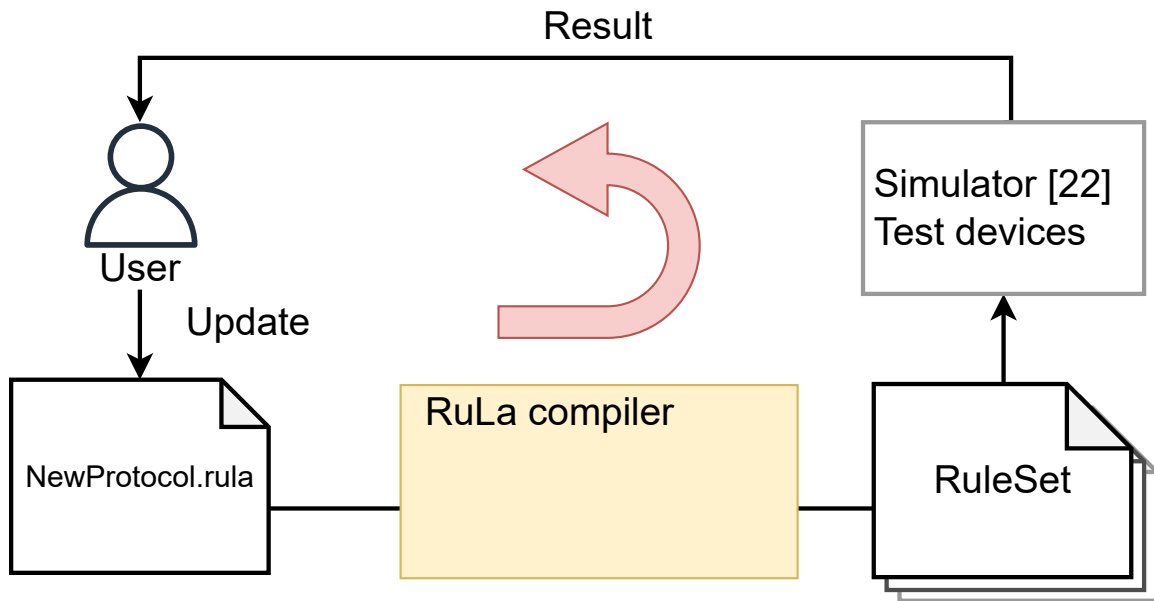 Result
Simulator [22]
Test devices
User
Update
RuLa compiler
NewProtocol.rula
RuleSet